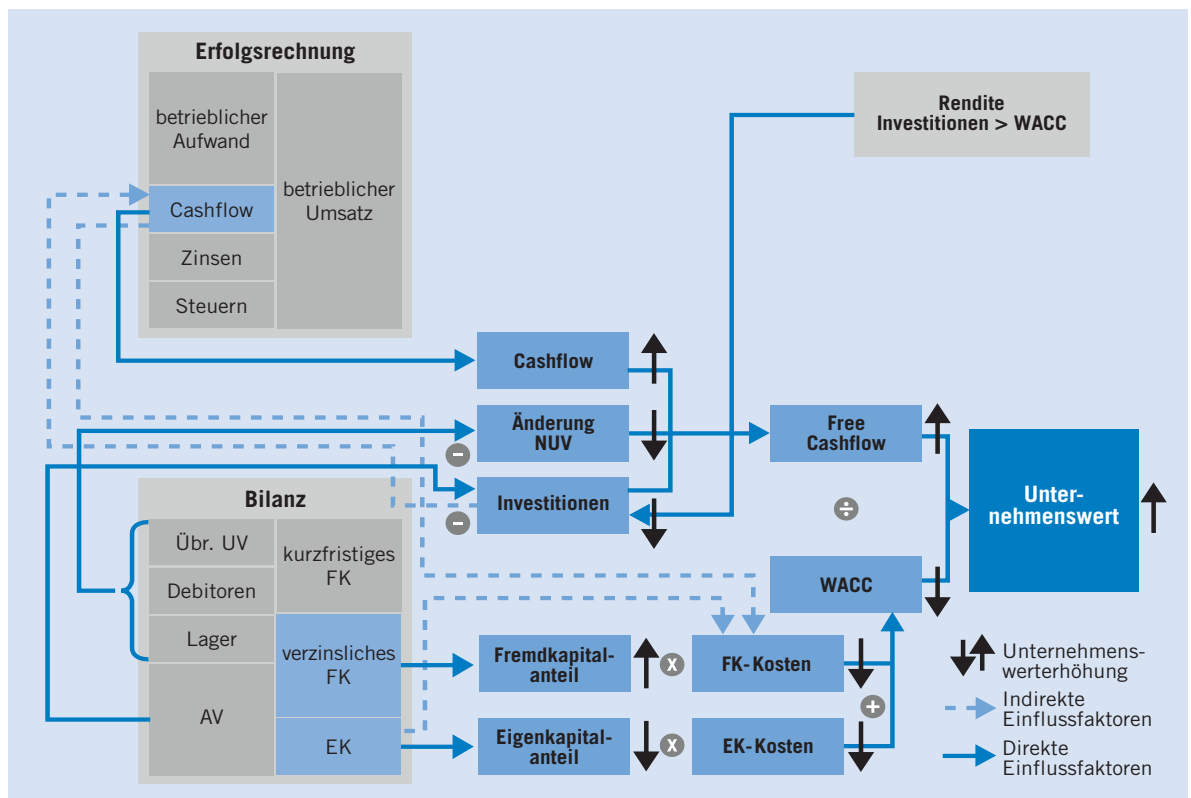 Erfolgsrechnung
betrieblicher
Aufwand
Cashflow
Zinsen
Steuern
betrieblicher
Umsatz
Rendite
Investitionen > WACC
Cashflow
Änderung
NUV
−
Investitionen
−
Free
Cashflow
÷
Unter-
nehmenswert
WACC
Bilanz
Übr. UV
Debitoren
Lager
AV
kurzfristiges
FK
verzinsliches
FK
EK
Fremdkapital-
anteil
x
FK-Kosten
+
Eigenkapital-
anteil
x
EK-Kosten
Unternehmens-
werterhöhung
Indirekte
Einflussfaktoren
Direkte
Einflussfaktoren